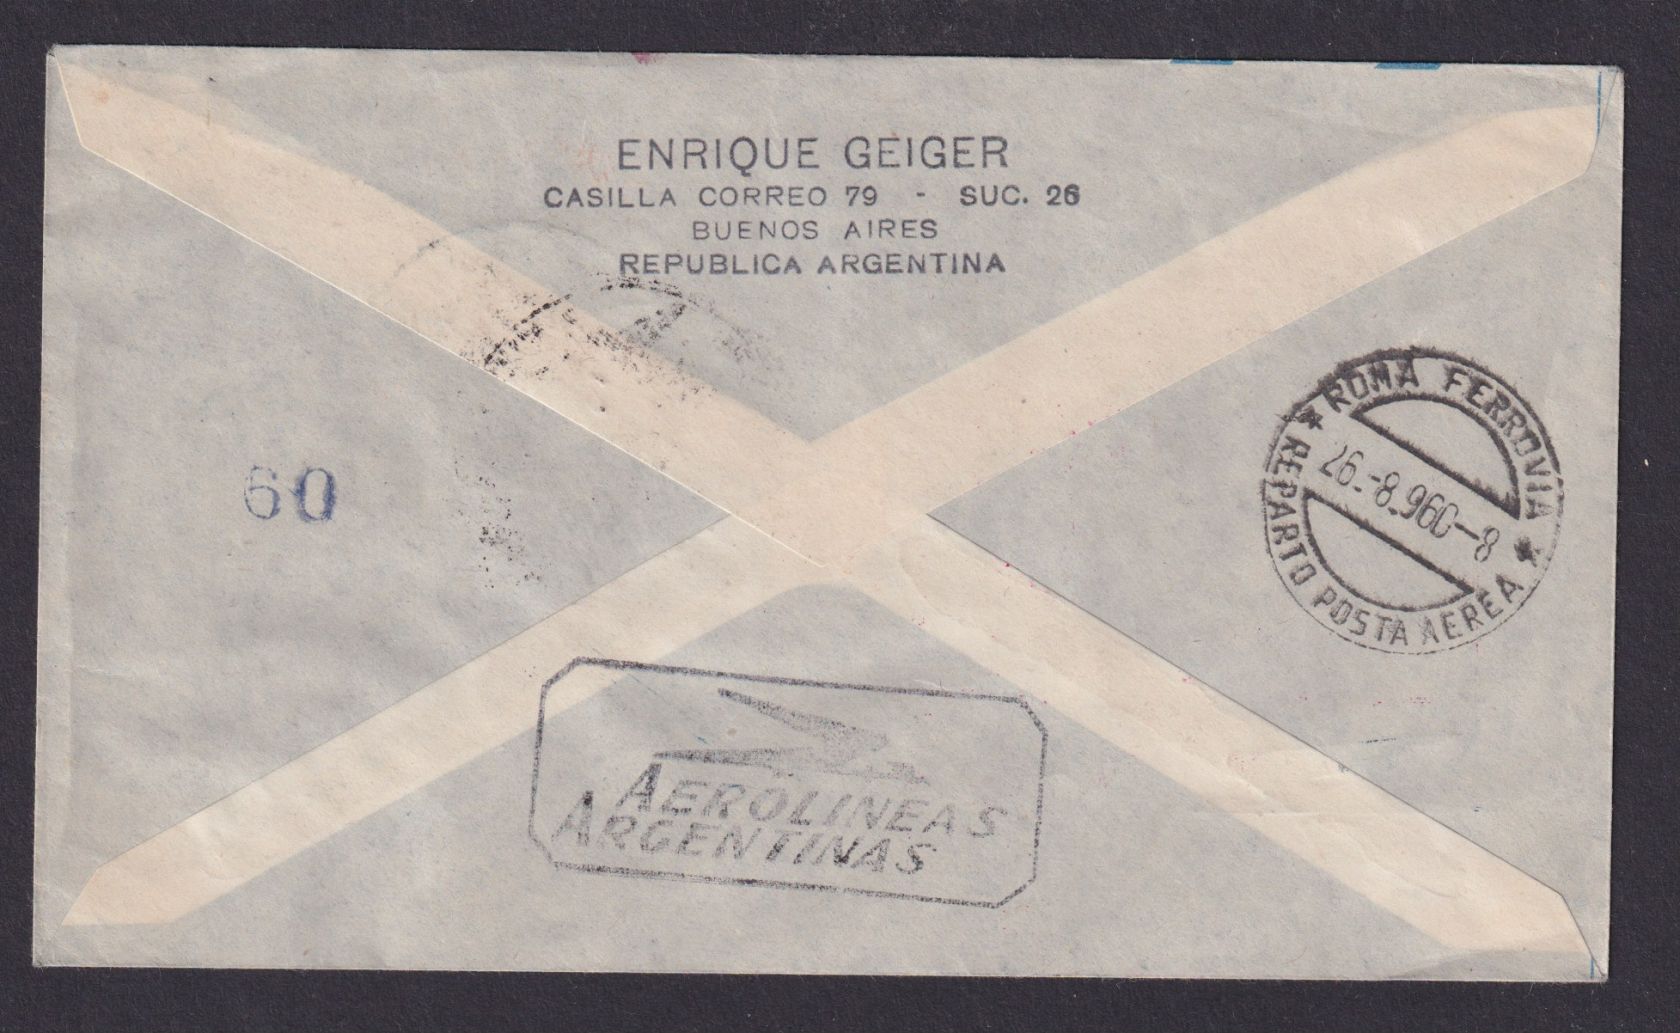 ENRIQUE GEIGER
CASILLA CORREO 79 - SUC. 26
BUENOS AIRES
REPUBLICA ARGENTINA
ROMA FERROVIA
26.-8.960-8
REPARTO POSTA AEREA
60
AEROLINEAS
ARGENTINAS